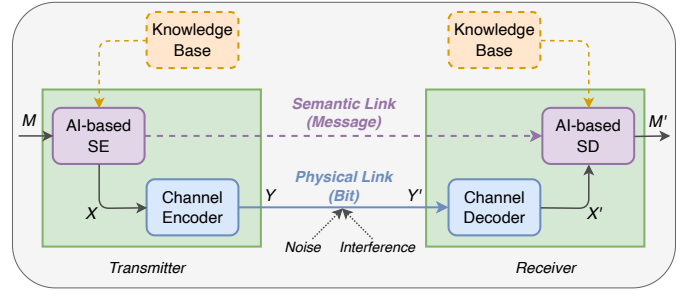 Knowledge
Base
Knowledge
Base
M
AI-based
SE
Semantic Link
(Message)
AI-based
SD
M'
X
Channel
Encoder
Y
Physical Link
(Bit)
Y'
Channel
Decoder
X'
Noise
Interference
Transmitter
Receiver